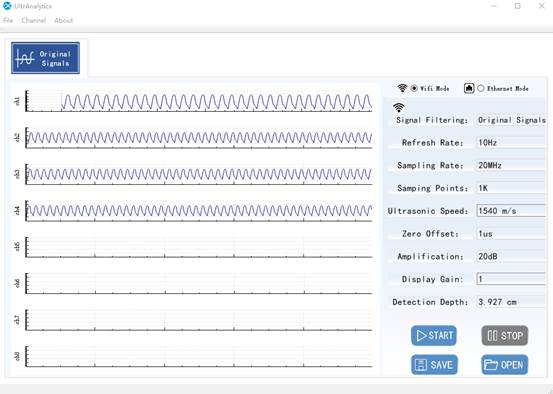 UltrAnalytics
File Channel About
Original
Signals
Wifi Mode Ethernet Mode
Signal Filtering: Original Signals
Refresh Rate: 10Hz
Sampling Rate: 20MHz
Samping Points: 1K
Ultrasonic Speed: 1540 m/s
Zero Offset: 1us
Amplification: 20dB
Display Gain: 1
Detection Depth: 3.927 cm
START STOP
SAVE OPEN
ch1
ch2
ch3
ch4
ch5
ch6
ch7
ch8